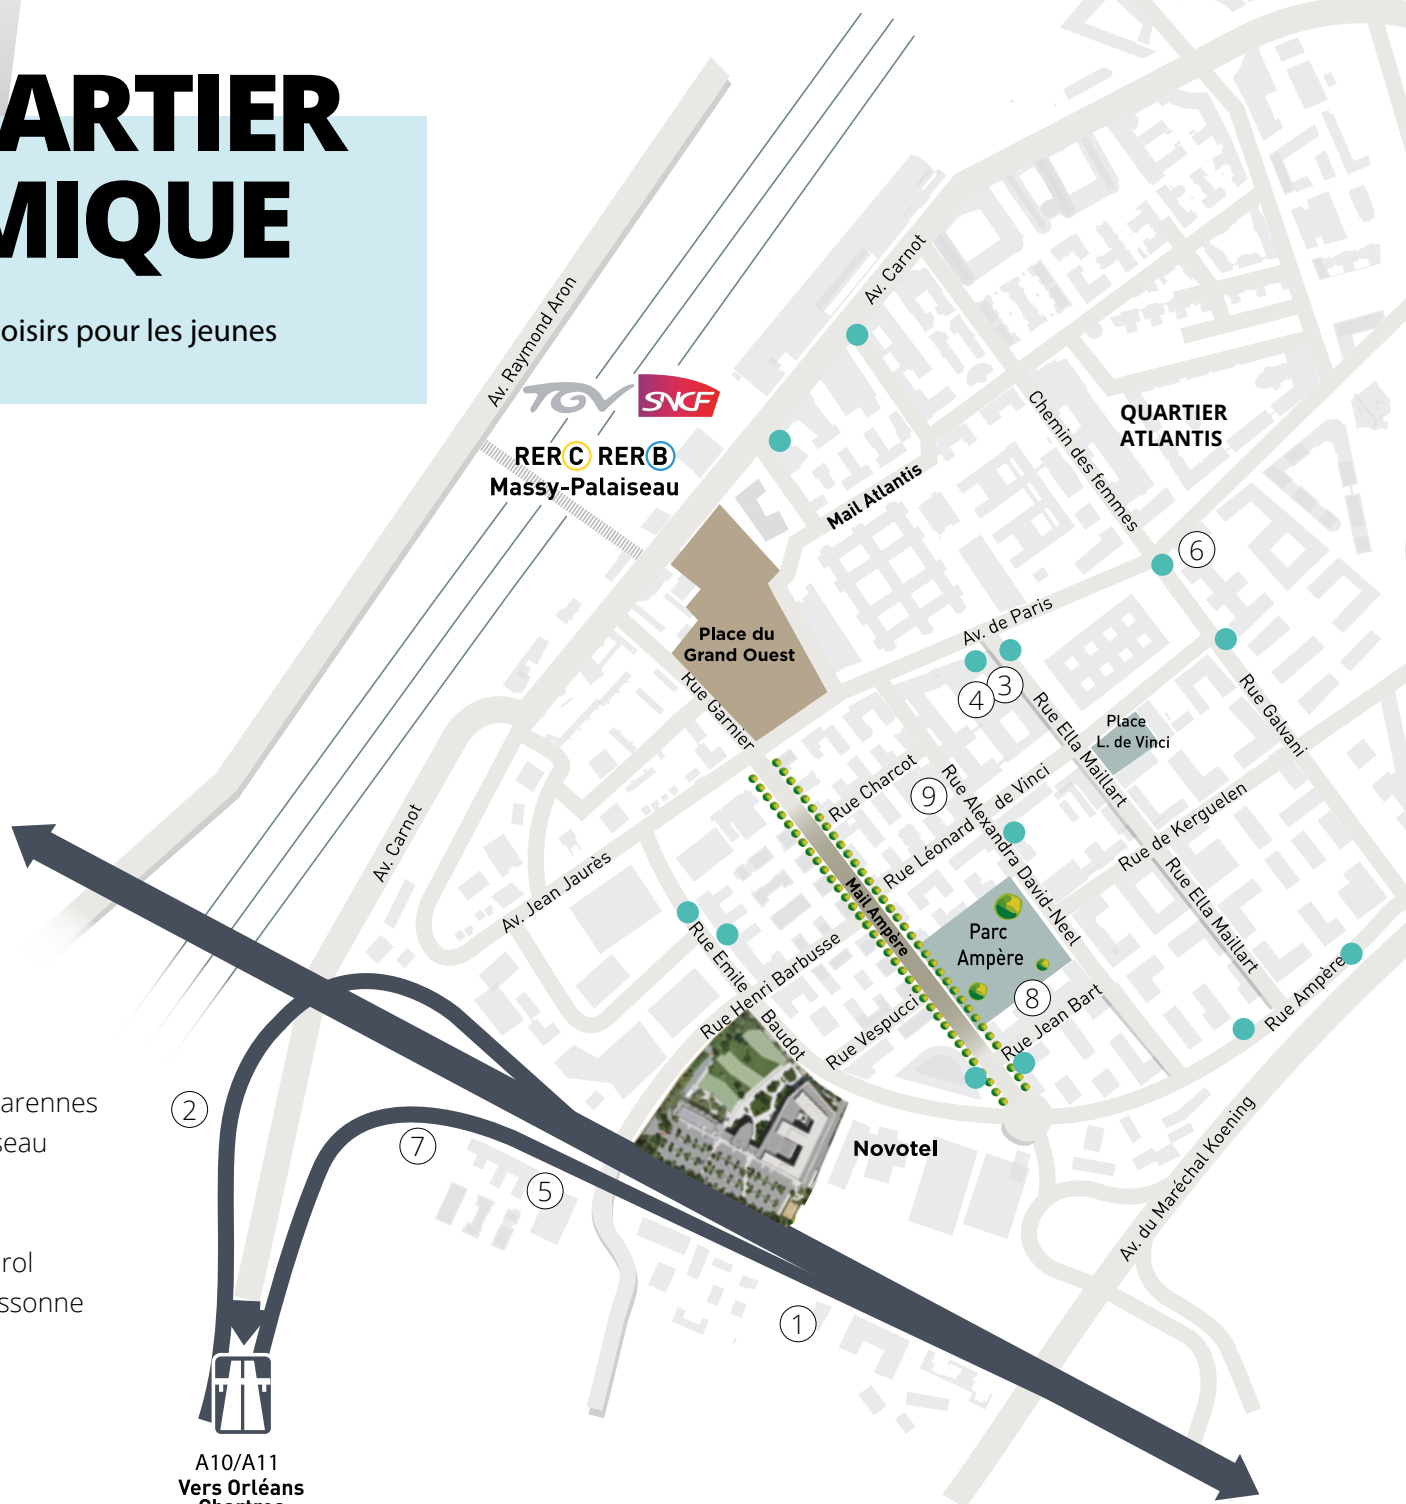 ARTIER
MIQUE
oisirs pour les jeunes
Av. Raymond Aron
Av. Carnot
TGV SNCF
RER C RER B
Massy-Palaiseau
QUARTIER
ATLANTIS
Chemin des femmes
Mail Atlantis
6
Av. de Paris
Place du
Grand Ouest
3
4
Rue Garnier
Rue Ella Maillart
Rue Galvani
Place
L. de Vinci
Rue Charcot
9
Rue Alexandra David-Neel
Rue Léonard de Vinci
Rue de Kerguelen
Av. Carnot
Av. Jean Jaurès
Mail Ampère
Rue Ella Maillart
Rue Emile Baudot
Rue Henri Barbusse
Parc
Ampère
8
Rue Ampère
Rue Vespucci
Rue Jean Bart
arennes
seau
2
7
5
Novotel
Av. du Maréchal Koening
rol
ssonne
1
A10/A11
Vers Orléans
Chartres